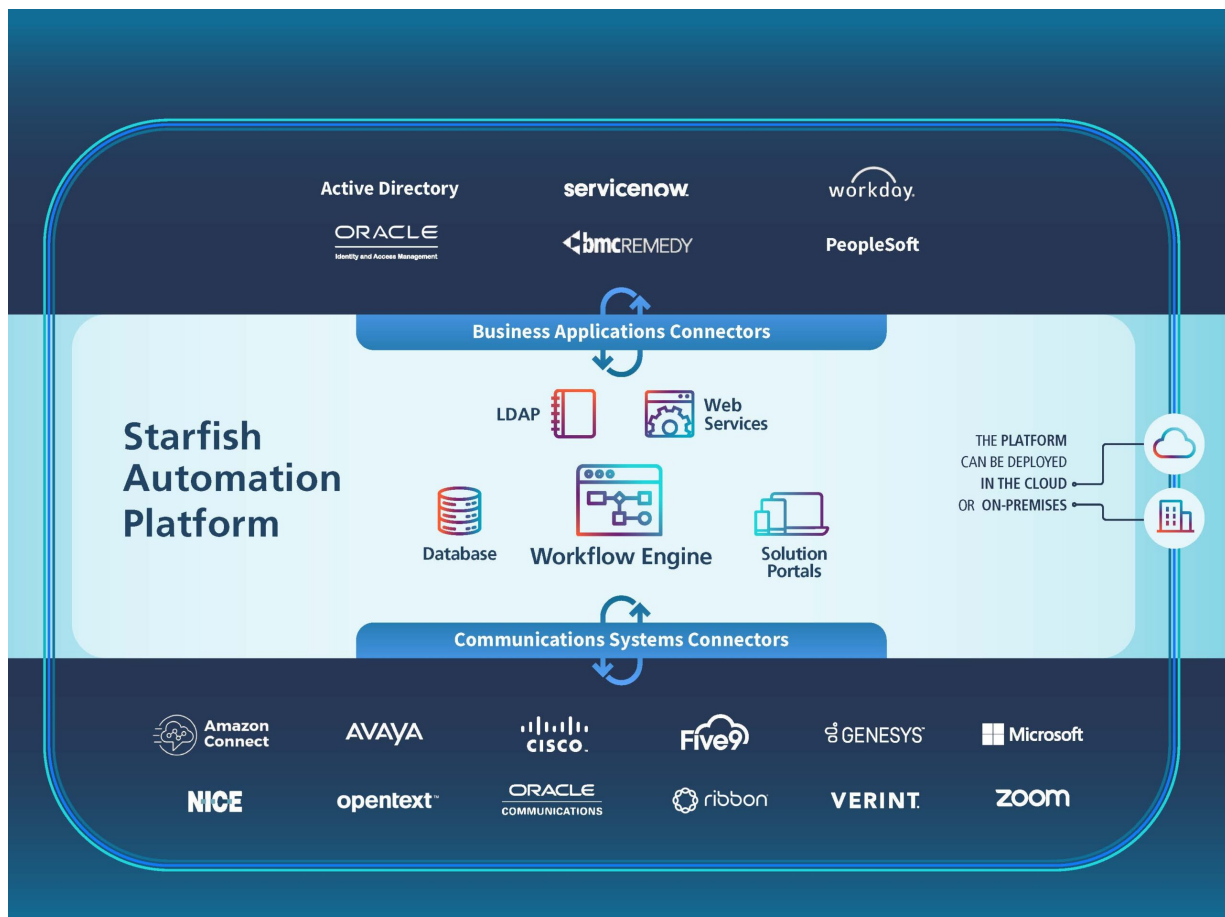 Active Directory
servicenow.
workday.
ORACLE
Identity and Access Management
bmcREMEDY
PeopleSoft
Business Applications Connectors
LDAP
Web
Services
Starfish
Automation
Platform
THE PLATFORM
CAN BE DEPLOYED
IN THE CLOUD
OR ON-PREMISES
Database
Workflow Engine
Solution
Portals
Communications Systems Connectors
Amazon
Connect
AVAYA
CISCO
Five9
GENESYS™
Microsoft
NICE
opentext™
ORACLE
COMMUNICATIONS
ribbon
VERINT.
zoom